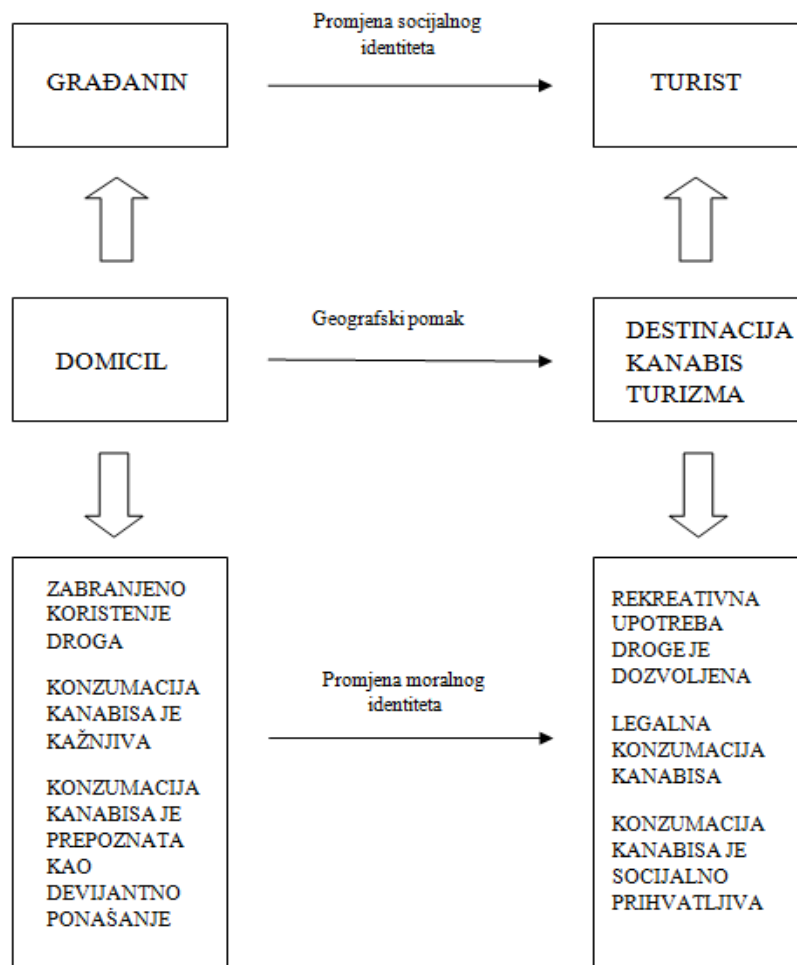 Promjena socijalnog
identiteta
GRAĐANIN
TURIST
Geografski pomak
DOMICIL
DESTINACIJA
KANABIS
TURIZMA
ZABRANJENO
KORISTENJE
DROGA
KONZUMACIJA
KANABISA JE
KAŽNJIVA
KONZUMACIJA
KANABISA JE
PREPOZNATA
KAO
DEVIJANTNO
PONAŠANJE
Promjena moralnog
identiteta
REKREATIVNA
UPOTREBA
DROGE JE
DOZVOLJENA
LEGALNA
KONZUMACIJA
KANABISA
KONZUMACIJA
KANABISA JE
SOCIJALNO
PRIHVATLJIVA